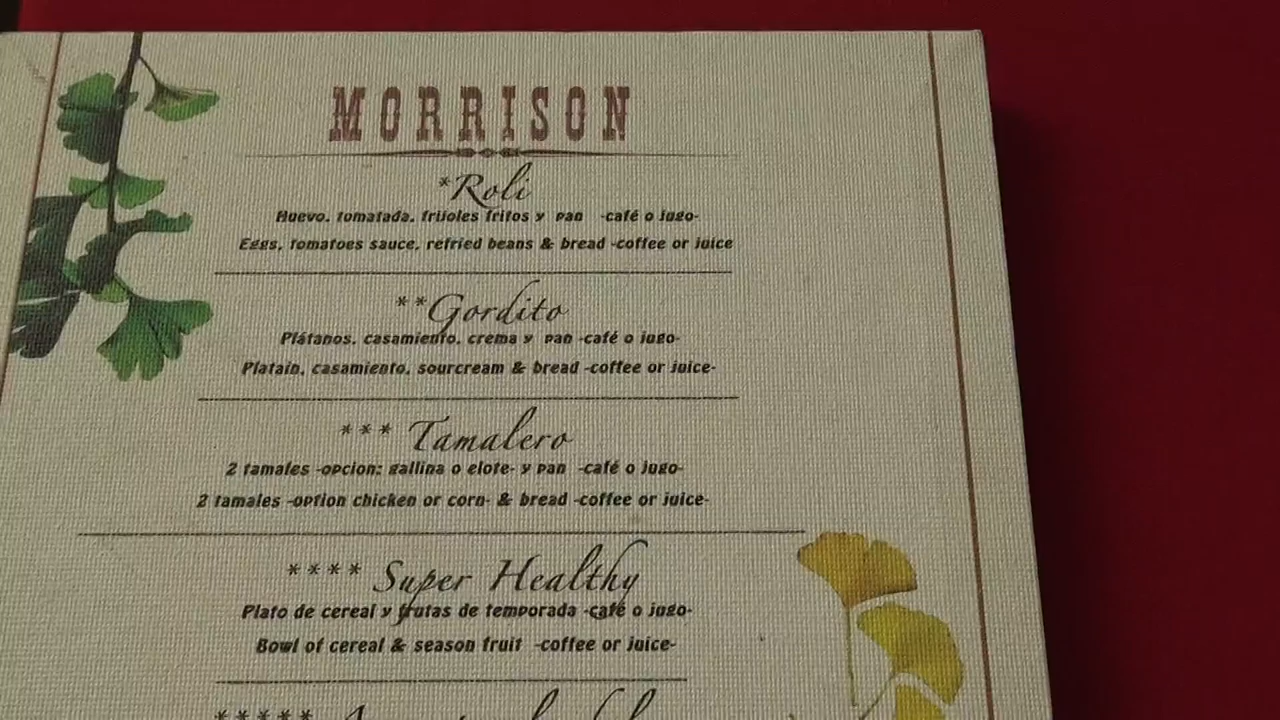 MORRISON
*Roli
Huevo, tomatada, frijoles fritos y pan -café o jugo-
Eggs, tomatoes sauce, refried beans & bread -coffee or juice
**Gordito
Plátanos, casamiento, crema y pan -café o jugo-
Platain, casamiento, sourcream & bread -coffee or juice-
*** Tamalero
2 tamales -opcion: gallina o elote- y pan -café o jugo-
2 tamales -option chicken or corn- & bread -coffee or juice-
**** Super Healthy
Plato de cereal y frutas de temporada -café o jugo-
Bowl of cereal & season fruit -coffee or juice-
*****